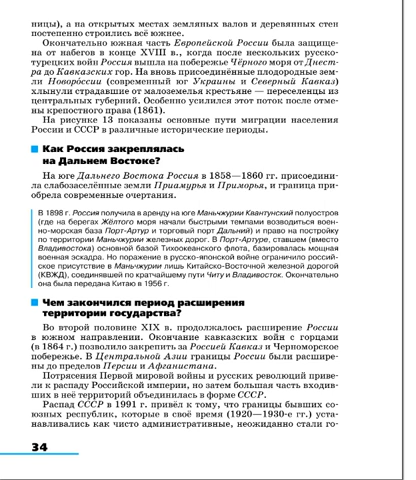 ницы), а на открытых местах земляных валов и деревянных стен
постепенно строились всё южнее.
Окончательно южная часть Европейской России была защище-
на от набегов в конце XVIII в., когда после нескольких русско-
турецких войн Россия вышла на побережье Чёрного моря от Днест-
ра до Кавказских гор. На вновь присоединённые плодородные зем-
ли Новоро́ссии (современный юг Украины и Северный Кавказ)
хлынули страдавшие от малоземелья крестьяне — переселенцы из
центральных губерний. Особенно усилился этот поток после отме-
ны крепостного права (1861).
На рисунке 13 показаны основные пути миграции населения
России и СССР в различные исторические периоды.
Как Россия закреплялась
на Дальнем Востоке?
На юге Дальнего Востока Россия в 1858—1860 гг. присоедини-
ла слабозаселённые земли Приамурья и Приморья, и граница при-
обрела современные очертания.
В 1898 г. Россия получила в аренду на юге Маньчжурии Квантунский полуостров
(где на берегах Жёлтого моря начали быстрыми темпами возводиться воен-
но-морская база Порт-Артур и торговый порт Дальний) и право на постройку
по территории Маньчжурии железных дорог. В Порт-Артуре, ставшем (вместо
Владивостока) основной базой Тихоокеанского флота, базировалась мощная
военная эскадра. Но поражение в русско-японской войне ограничило россий-
ское присутствие в Маньчжурии лишь Китайско-Восточной железной дорогой
(КВЖД), соединявшей по кратчайшему пути Читу и Владивосток. Окончательно
она была передана Китаю в 1956 г.
Чем закончился период расширения
территории государства?
Во второй половине XIX в. продолжалось расширение России
в южном направлении. Окончание кавказских войн с горцами
(в 1864 г.) позволило закрепить за Россией Кавказ и Черноморское
побережье. В Центральной Азии границы России были расшире-
ны до пределов Персии и Афганистана.
Потрясения Первой мировой войны и русских революций приве-
ли к распаду Российской империи, но затем большая часть входив-
ших в неё территорий объединилась в форме СССР.
Распад СССР в 1991 г. привёл к тому, что границы бывших со-
юзных республик, которые в своё время (1920—1930-е гг.) уста-
навливались как чисто административные, неожиданно стали го-
34